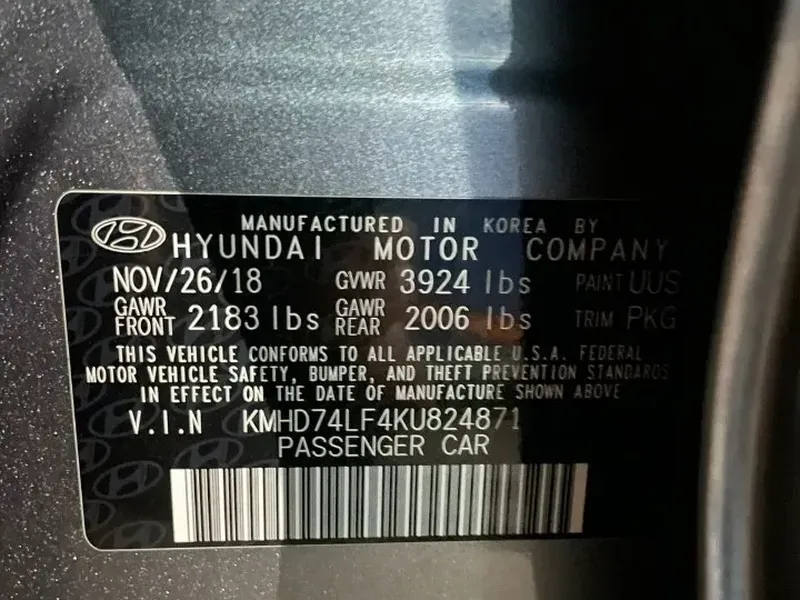 MANUFACTURED IN KOREA BY
HYUNDAI MOTOR COMPANY
NOV/26/18 GVWR 3924 lbs PAINT UUS
GAWR FRONT 2183 lbs GAWR REAR 2006 lbs TRIM PKG
THIS VEHICLE CONFORMS TO ALL APPLICABLE U.S.A. FEDERAL
MOTOR VEHICLE SAFETY, BUMPER, AND THEFT PREVENTION STANDARDS
IN EFFECT ON THE DATE OF MANUFACTURE SHOWN ABOVE
V.I.N KMHD74LF4KU824871
PASSENGER CAR